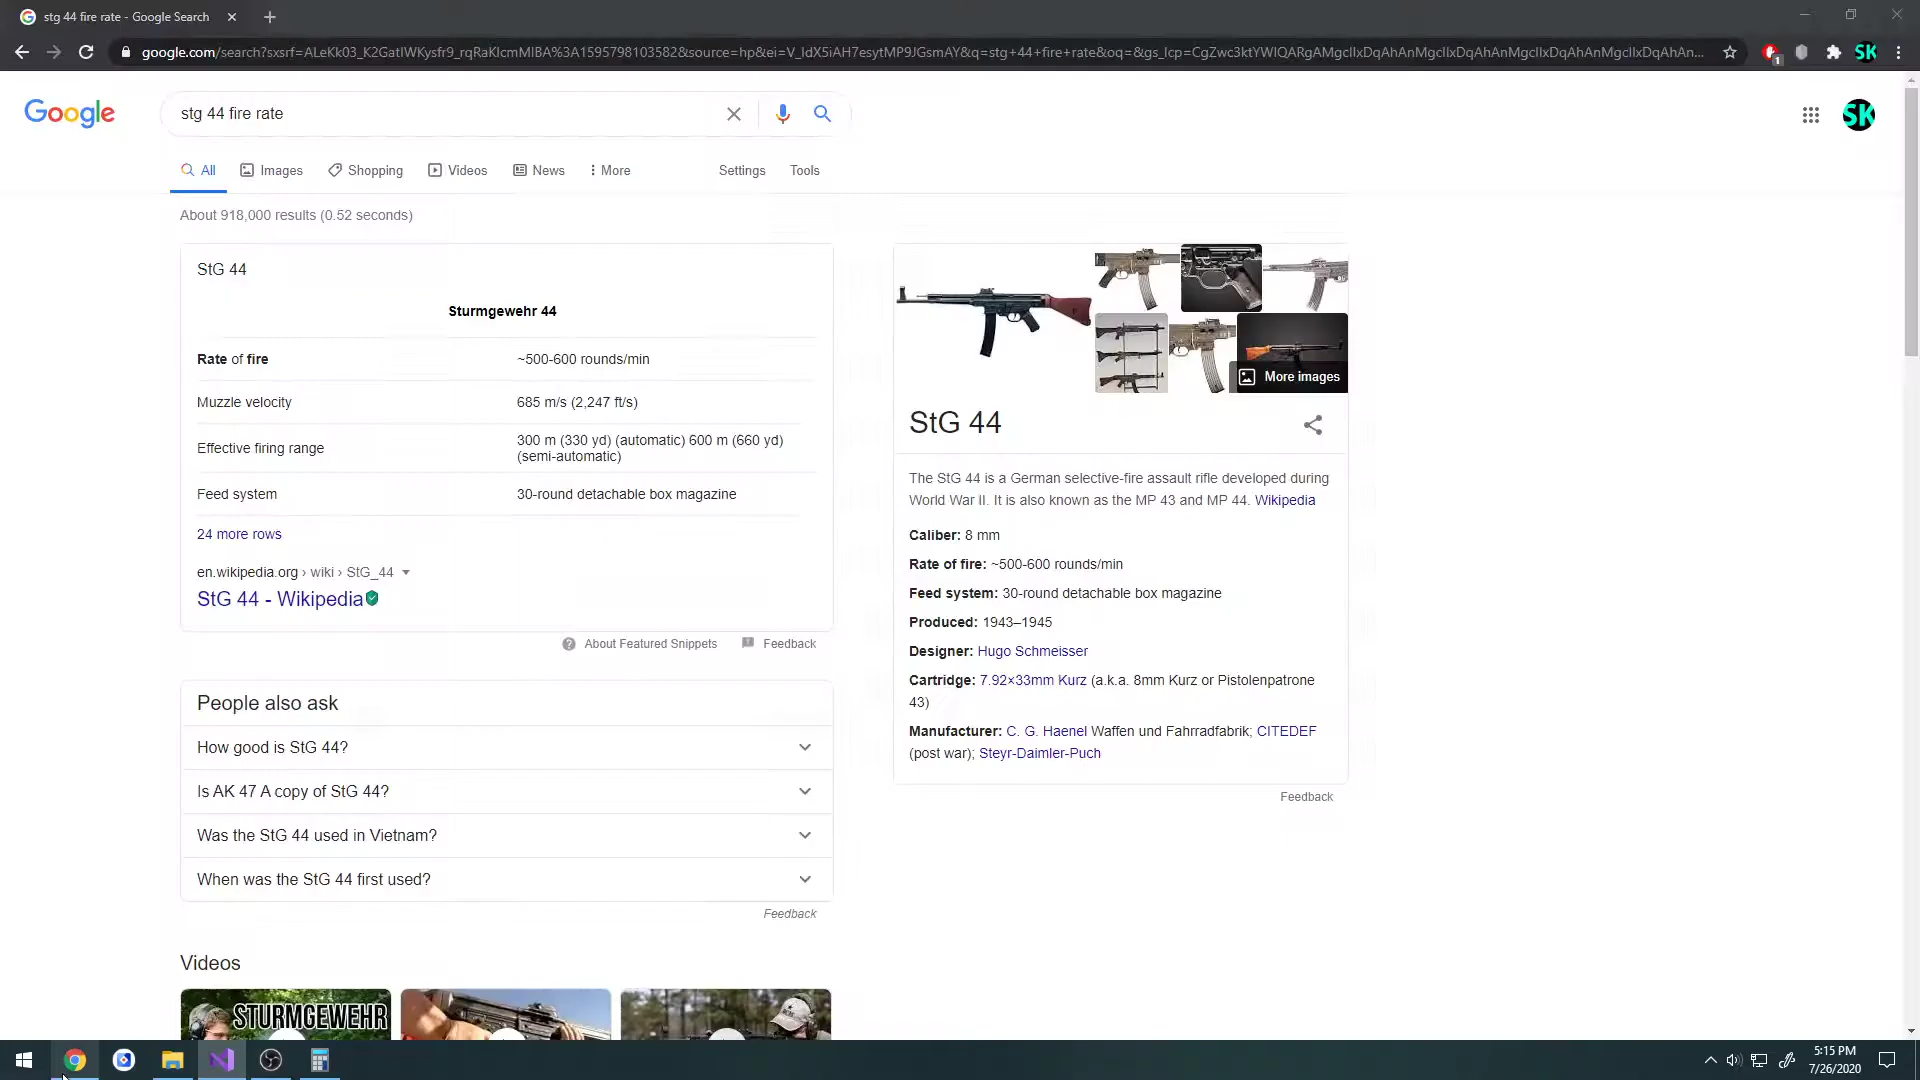 stg 44 fire rate - Google Search
google.com/search?sxsrf=ALeKk03_K2GatIWKysfr9_rqRaKlcmMIBA%3A1595798103582&source=hp&ei=V_IdX5iAH7esytMP9JGsmAY&q=stg+44+fire+rate&oq=&gs_lcp=CgZwc3ktYWIQARgAMgcIIxDqAhAnMgcIIxDqAhAnMgcIIxDqAhAnMgcIIxDqAhAnMgcIIxDqAhAn...
1
SK
Google
stg 44 fire rate
SK
All
Images
Shopping
Videos
News
More
Settings
Tools
About 918,000 results (0.52 seconds)
StG 44
Sturmgewehr 44
Rate of fire
~500-600 rounds/min
Muzzle velocity
685 m/s (2,247 ft/s)
Effective firing range
300 m (330 yd) (automatic) 600 m (660 yd)
(semi-automatic)
Feed system
30-round detachable box magazine
24 more rows
en.wikipedia.org › wiki › StG_44
StG 44 - Wikipedia
About Featured Snippets
Feedback
People also ask
How good is StG 44?
Is AK 47 A copy of StG 44?
Was the StG 44 used in Vietnam?
When was the StG 44 first used?
Feedback
Videos
STURMGEWEHR
More images
StG 44
The StG 44 is a German selective-fire assault rifle developed during
World War II. It is also known as the MP 43 and MP 44. Wikipedia
Caliber: 8 mm
Rate of fire: ~500-600 rounds/min
Feed system: 30-round detachable box magazine
Produced: 1943–1945
Designer: Hugo Schmeisser
Cartridge: 7.92×33mm Kurz (a.k.a. 8mm Kurz or Pistolenpatrone
43)
Manufacturer: C. G. Haenel Waffen und Fahrradfabrik; CITEDEF
(post war); Steyr-Daimler-Puch
Feedback
5:15 PM
7/26/2020